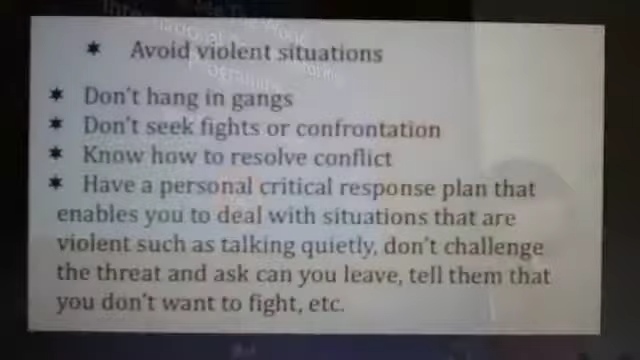 * Avoid violent situations
* Don't hang in gangs
* Don't seek fights or confrontation
* Know how to resolve conflict
* Have a personal critical response plan that
enables you to deal with situations that are
violent such as talking quietly, don't challenge
the threat and ask can you leave, tell them that
you don't want to fight, etc.